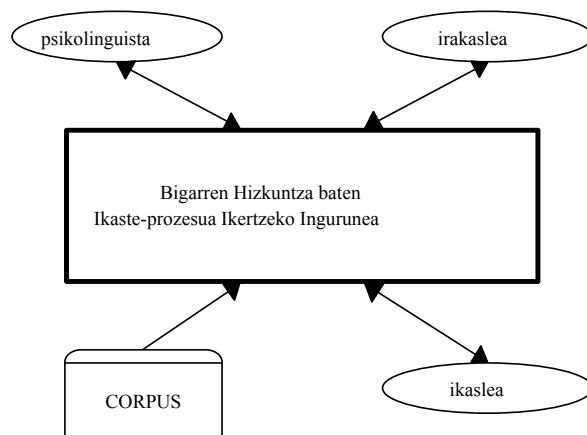 psikolinguista
irakaslea
Bigarren Hizkuntza baten
Ikaste-prozesua Ikertzeko Ingurunea
CORPUS
ikaslea